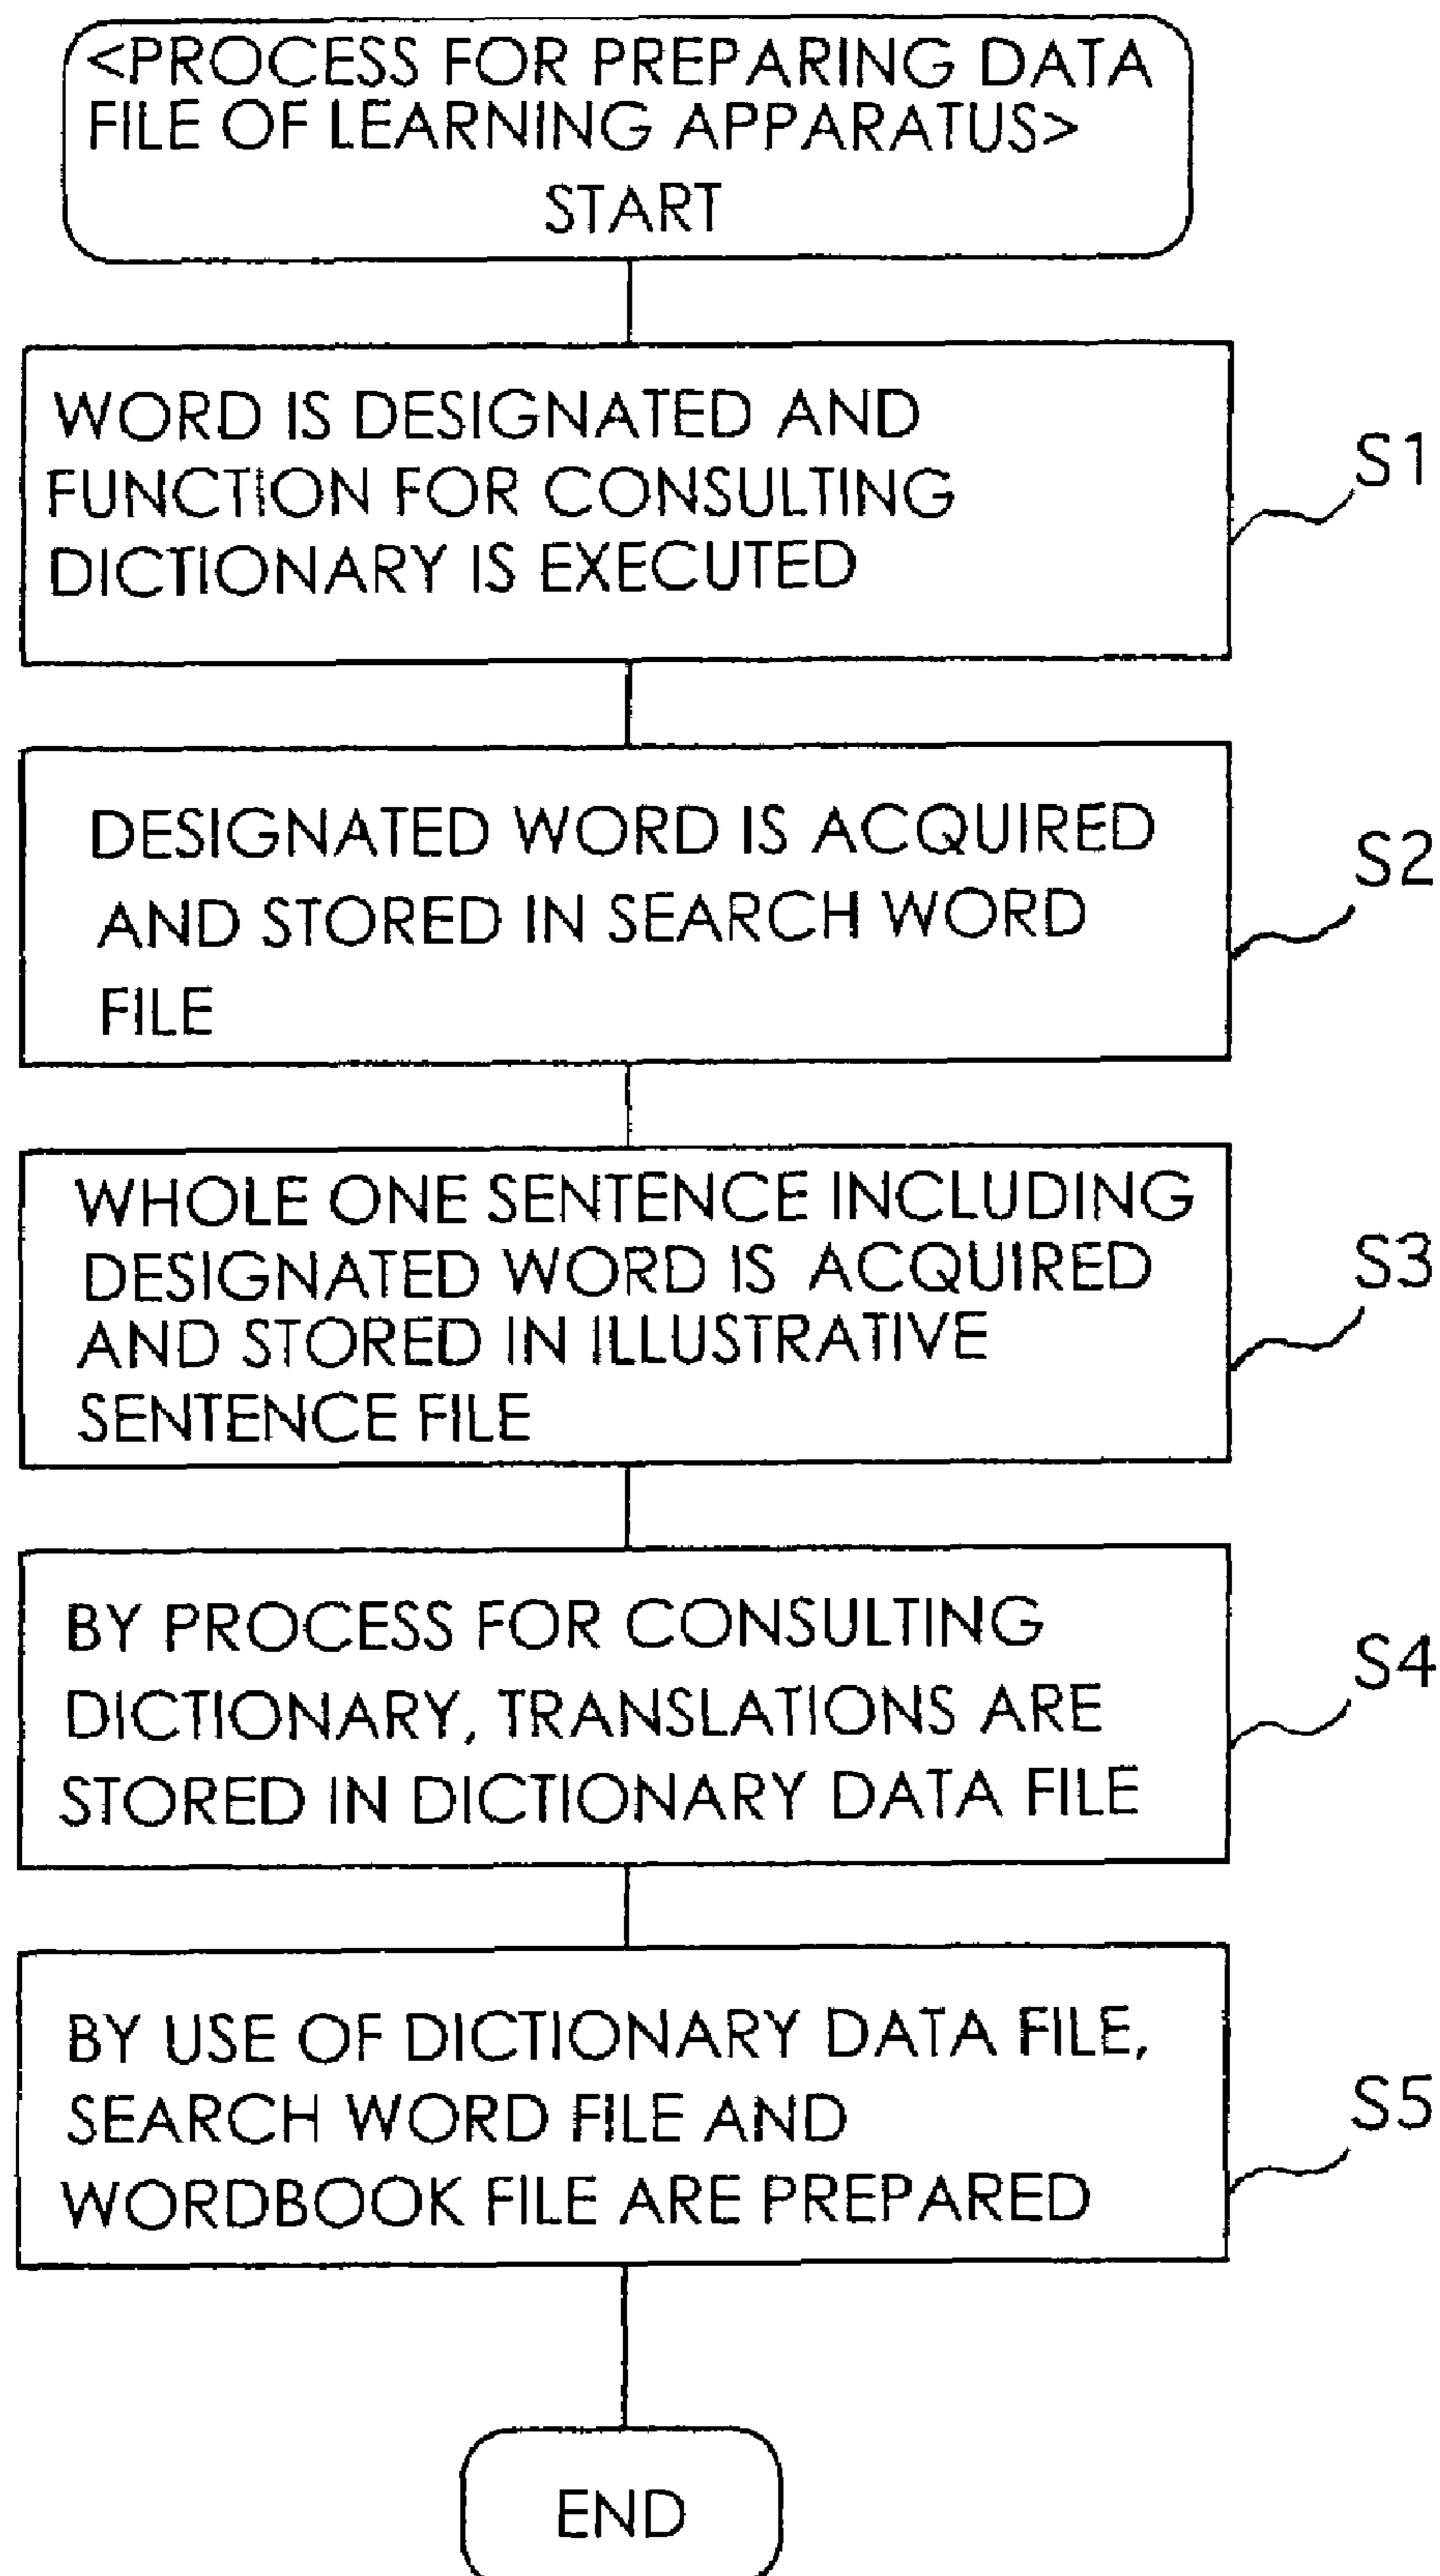 <PROCESS FOR PREPARING DATA
FILE OF LEARNING APPARATUS>
START
WORD IS DESIGNATED AND
FUNCTION FOR CONSULTING
DICTIONARY IS EXECUTED
S1
DESIGNATED WORD IS ACQUIRED
AND STORED IN SEARCH WORD
FILE
S2
WHOLE ONE SENTENCE INCLUDING
DESIGNATED WORD IS ACQUIRED
AND STORED IN ILLUSTRATIVE
SENTENCE FILE
S3
BY PROCESS FOR CONSULTING
DICTIONARY, TRANSLATIONS ARE
STORED IN DICTIONARY DATA FILE
S4
BY USE OF DICTIONARY DATA FILE,
SEARCH WORD FILE AND
WORDBOOK FILE ARE PREPARED
S5
END